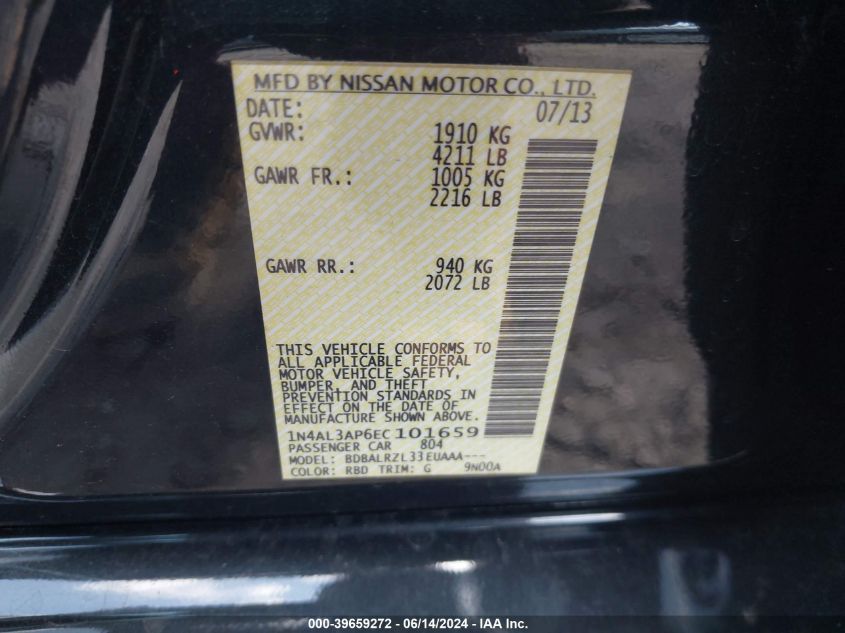 MFD BY NISSAN MOTOR CO., LTD.
DATE: 07/13
GVWR: 1910 KG
4211 LB
GAWR FR.: 1005 KG
2216 LB
GAWR RR.: 940 KG
2072 LB
THIS VEHICLE CONFORMS TO
ALL APPLICABLE FEDERAL
MOTOR VEHICLE SAFETY,
BUMPER, AND THEFT
PREVENTION STANDARDS IN
EFFECT ON THE DATE OF
MANUFACTURE SHOWN ABOVE.
1N4AL3AP6EC101659
PASSENGER CAR 804
MODEL: BDBALRZL33EUAAA---
COLOR: RBD TRIM: G 9N00A
000-39659272 - 06/14/2024 - IAA Inc.